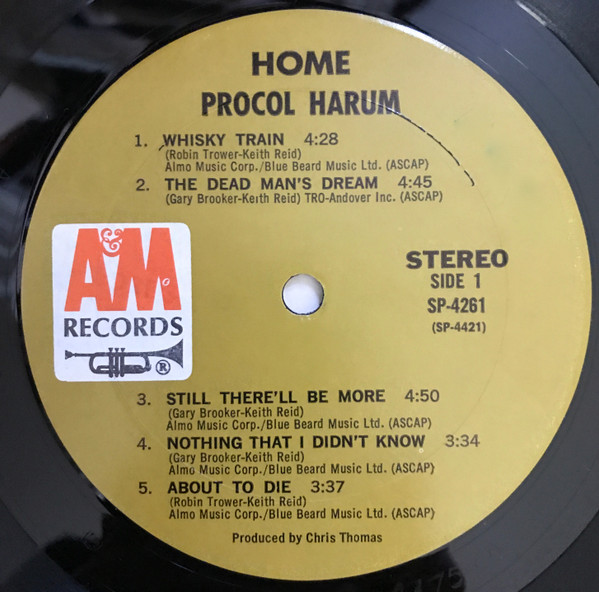 HOME
PROCOL HARUM
1. WHISKY TRAIN 4:28
(Robin Trower-Keith Reid)
Almo Music Corp./Blue Beard Music Ltd. (ASCAP)
2. THE DEAD MAN'S DREAM 4:45
(Gary Brooker-Keith Reid) TRO-Andover Inc. (ASCAP)
A&M
RECORDS
®
STEREO
SIDE 1
SP-4261
(SP-4421)
3. STILL THERE'LL BE MORE 4:50
(Gary Brooker-Keith Reid)
Almo Music Corp./Blue Beard Music Ltd. (ASCAP)
4. NOTHING THAT I DIDN'T KNOW 3:34
(Gary Brooker-Keith Reid)
Almo Music Corp./Blue Beard Music Ltd. (ASCAP)
5. ABOUT TO DIE 3:37
(Robin Trower-Keith Reid)
Almo Music Corp./Blue Beard Music Ltd. (ASCAP)
Produced by Chris Thomas